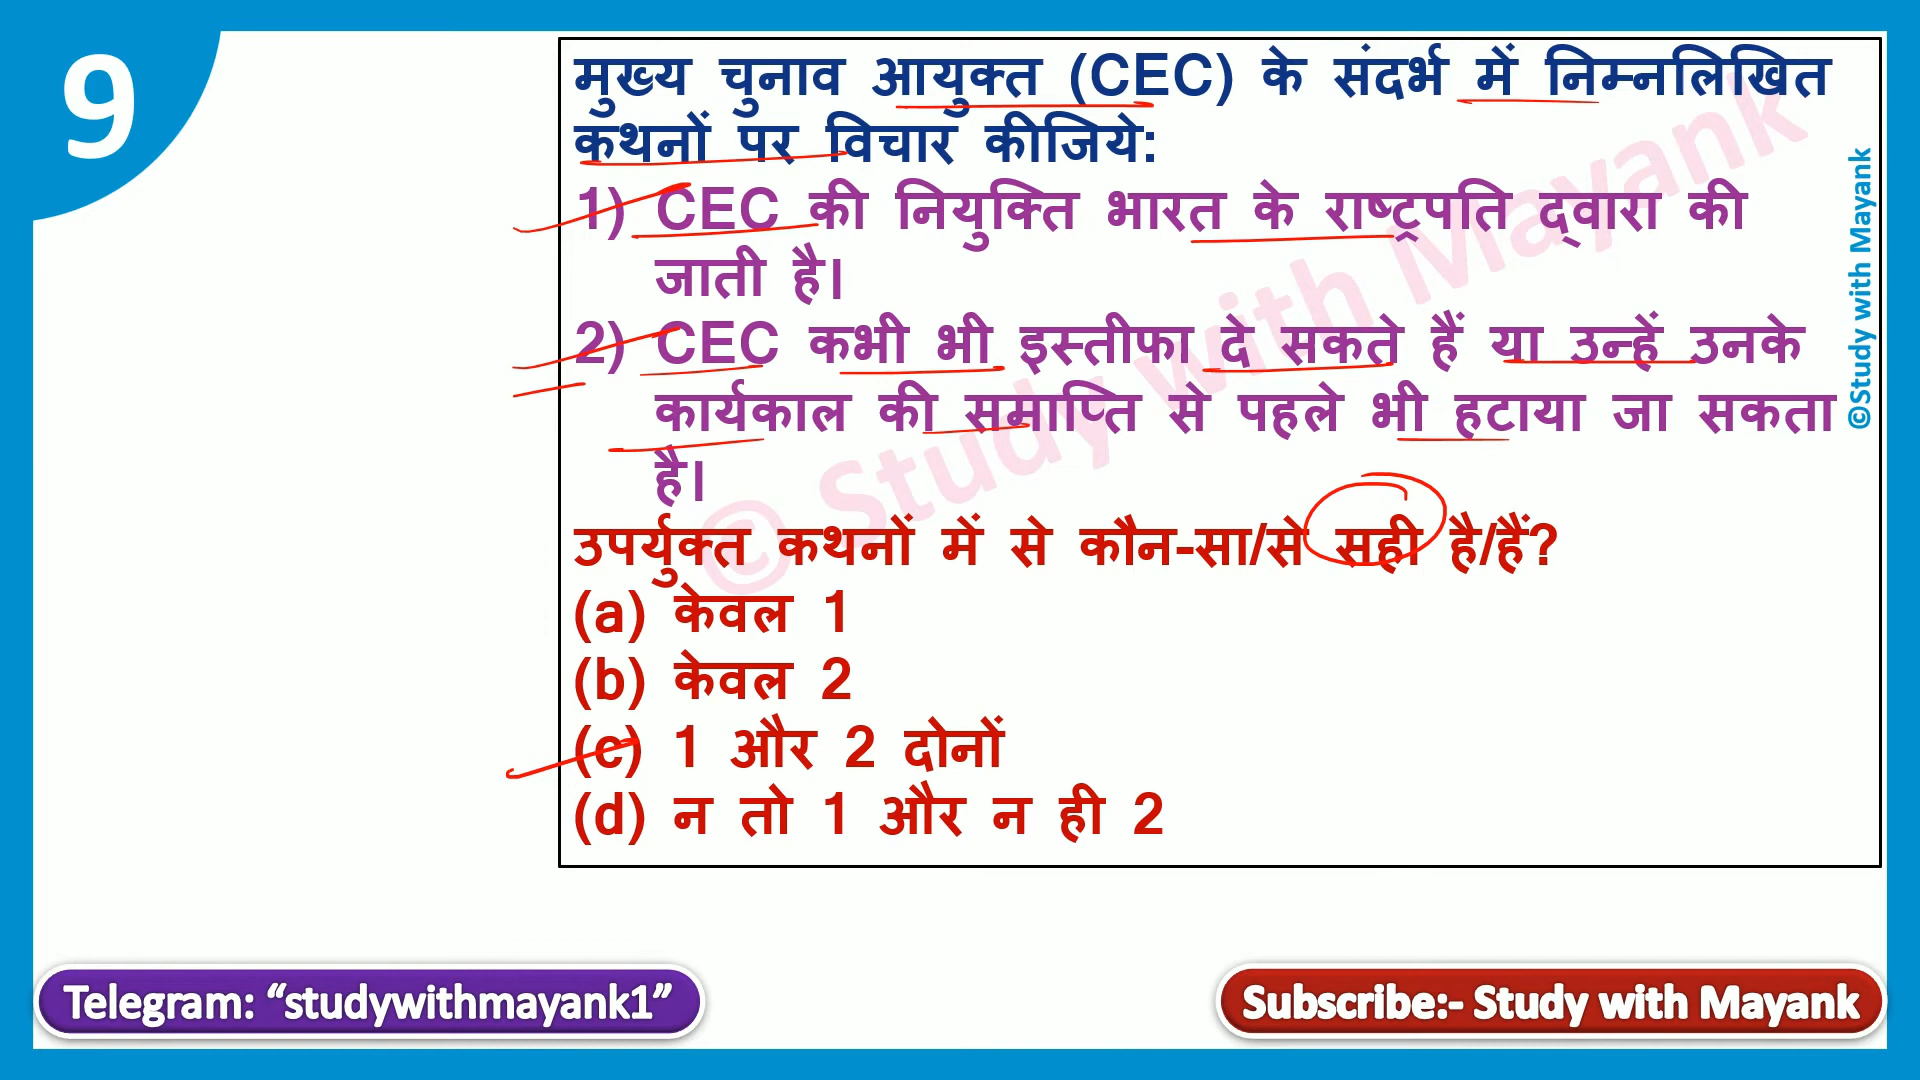 9
मुख्य चुनाव आयुक्त (CEC) के संदर्भ में निम्नलिखित
कथनों पर विचार कीजिये:
1) CEC की नियुक्ति भारत के राष्ट्रपति द्वारा की
जाती है।
2) CEC कभी भी इस्तीफा दे सकते हैं या उन्हें उनके
कार्यकाल की समाप्ति से पहले भी हटाया जा सकता
है।
उपर्युक्त कथनों में से कौन-सा/से सही है/हैं?
(a) केवल 1
(b) केवल 2
(c) 1 और 2 दोनों
(d) न तो 1 और न ही 2
© Study with Mayank
©Study with Mayank
Telegram: “studywithmayank1”
Subscribe:- Study with Mayank